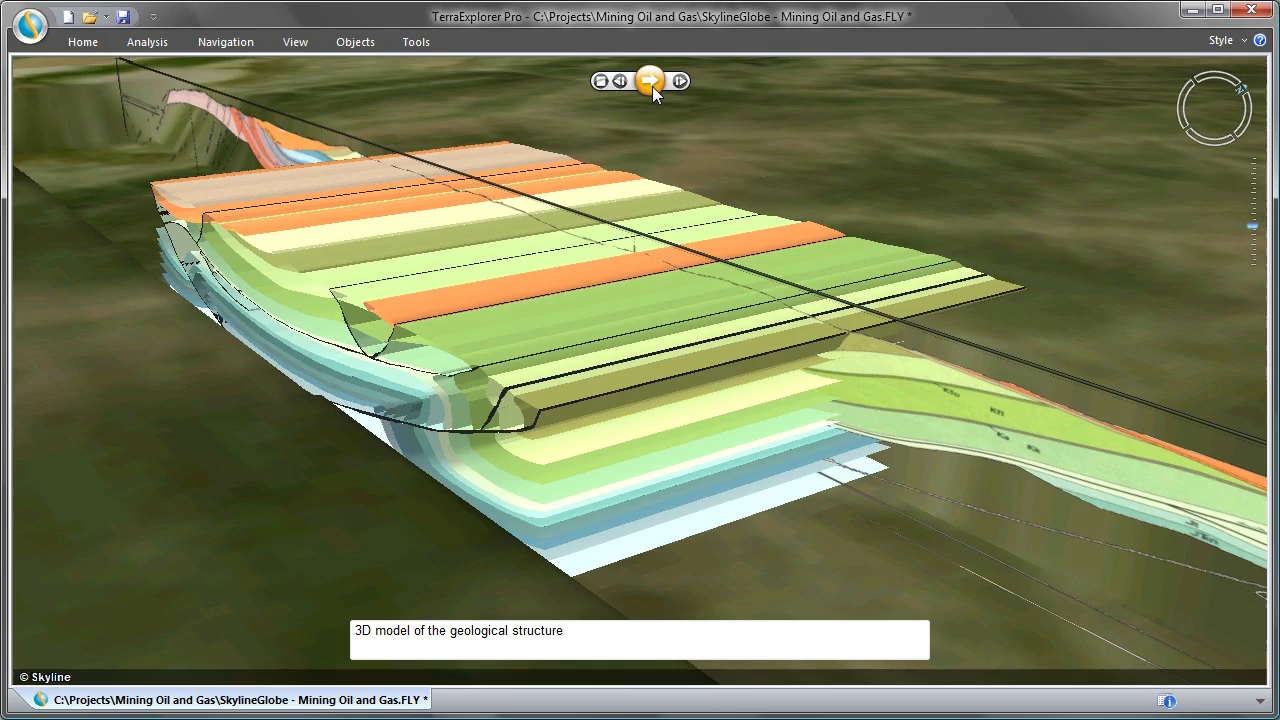 TerraExplorer Pro - C:\Projects\Mining Oil and Gas\SkylineGlobe - Mining Oil and Gas.FLY *
Home Analysis Navigation View Objects Tools Style
N
3D model of the geological structure
© Skyline
C:\Projects\Mining Oil and Gas\SkylineGlobe - Mining Oil and Gas.FLY *